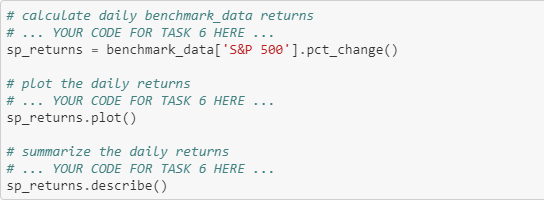 # calculate daily benchmark_data returns
# ... YOUR CODE FOR TASK 6 HERE ...
sp_returns = benchmark_data['S&P 500'].pct_change()
# plot the daily returns
# ... YOUR CODE FOR TASK 6 HERE ...
sp_returns.plot()
# summarize the daily returns
# ... YOUR CODE FOR TASK 6 HERE ...
sp_returns.describe()